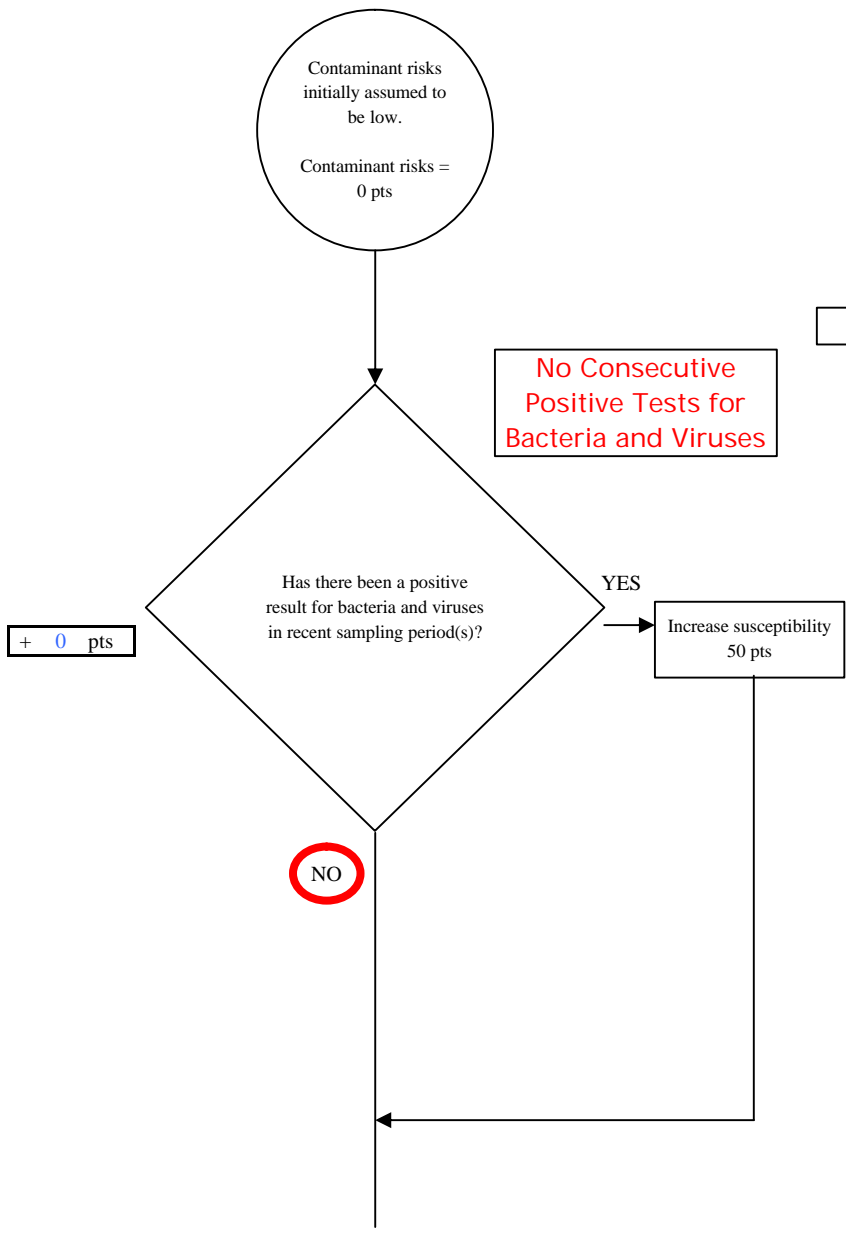 Contaminant risks
initially assumed to
be low.
Contaminant risks =
0 pts
No Consecutive
Positive Tests for
Bacteria and Viruses
Has there been a positive
result for bacteria and viruses
in recent sampling period(s)?
YES
+ 0 pts
Increase susceptibility
50 pts
NO